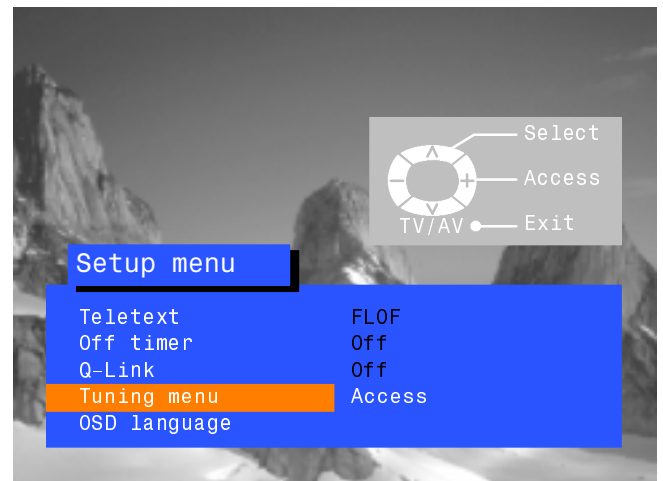 Select
Access
TV/AV Exit
Setup menu
Teletext FLOF
Off timer Off
Q-Link Off
Tuning menu Access
OSD language